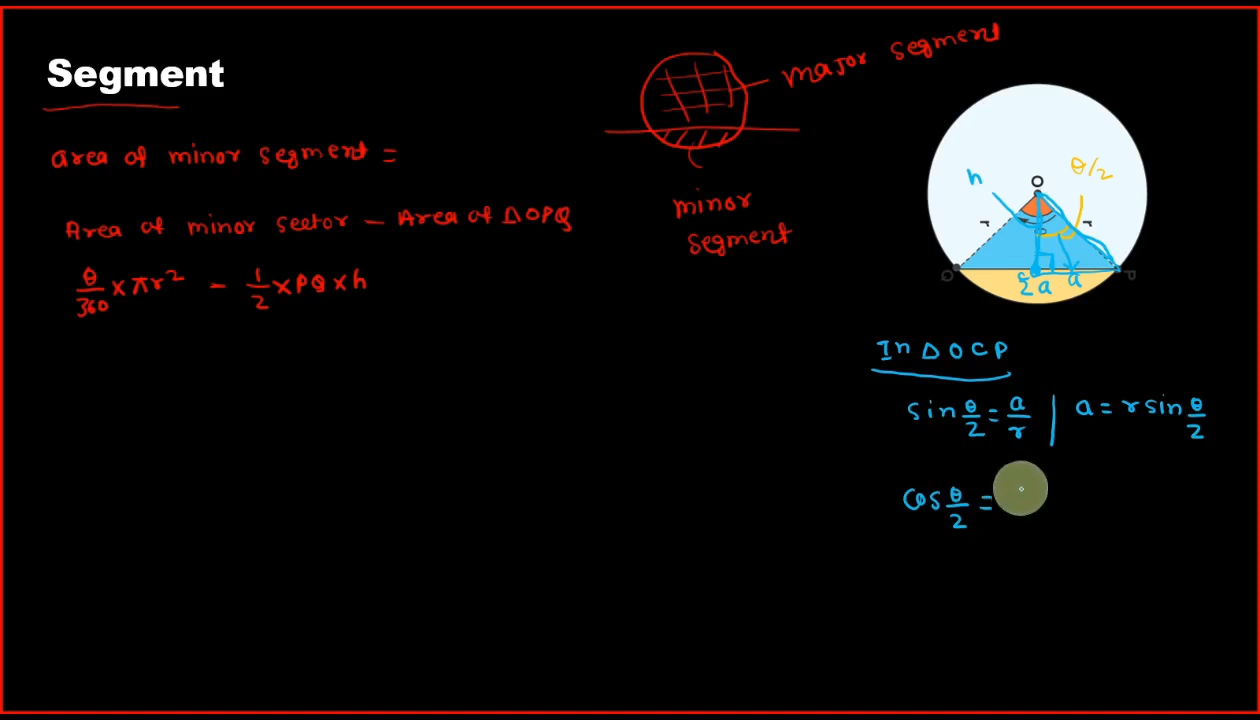 Segment
area of minor segment =
Area of minor sector - Area of ΔOPQ
θ/360 × πr² - 1/2 × PQ × h
major segment
minor
segment
O
h
θ/2
r
r
Q
P
C
2a
a
In ΔOCP
sin θ/2 = a/r | a = r sin θ/2
cos θ/2 =